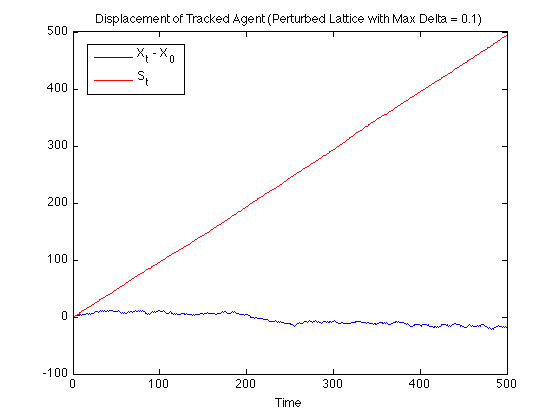 Displacement of Tracked Agent (Perturbed Lattice with Max Delta = 0.1)
500
X_t - X_0
S_t
400
300
200
100
0
-100
0 100 200 300 400 500
Time